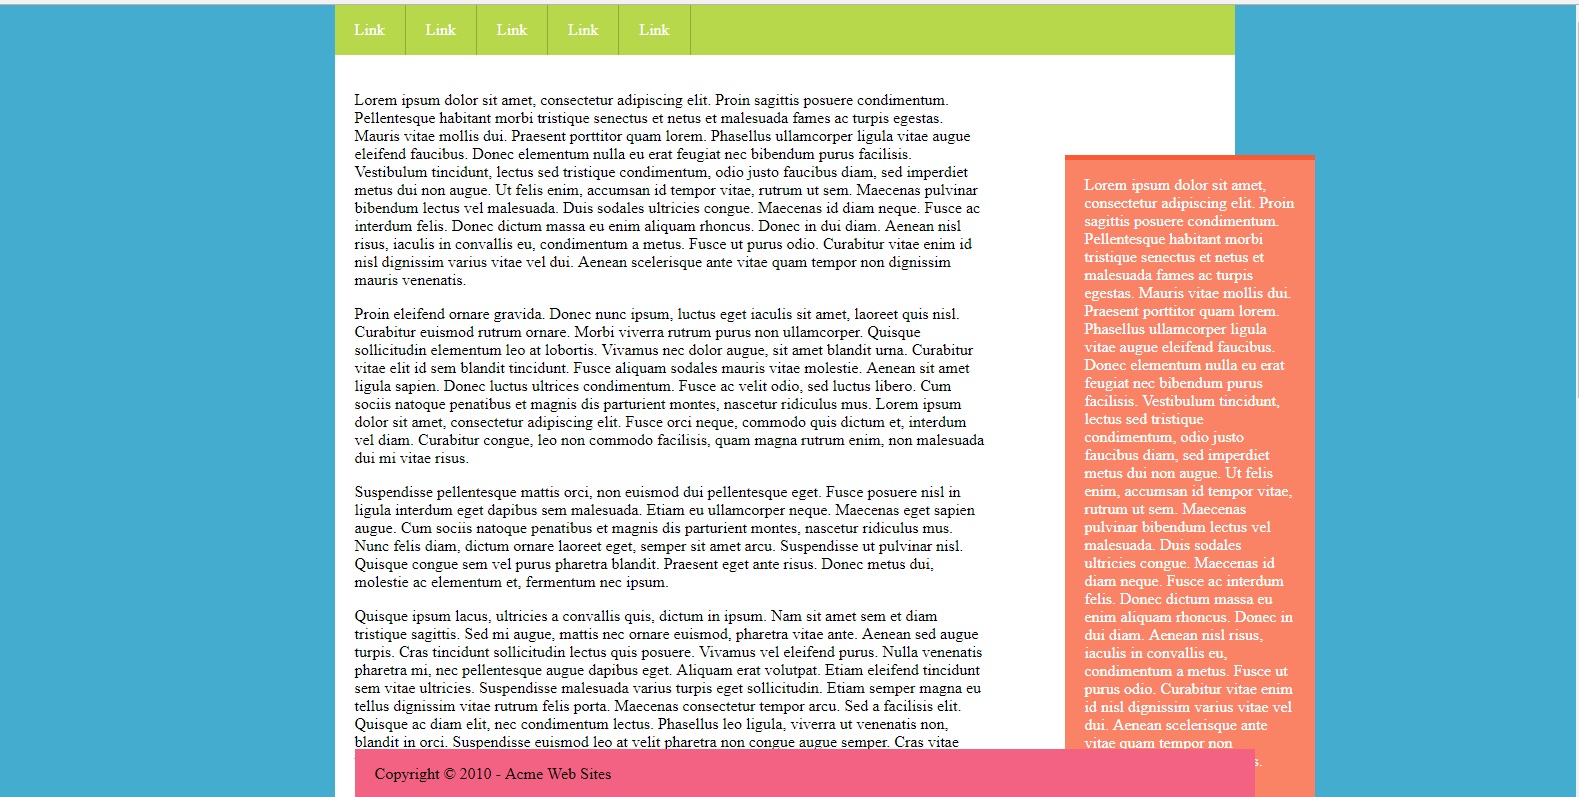 Link Link Link Link Link
Lorem ipsum dolor sit amet, consectetur adipiscing elit. Proin sagittis posuere condimentum.
Pellentesque habitant morbi tristique senectus et netus et malesuada fames ac turpis egestas.
Mauris vitae mollis dui. Praesent porttitor quam lorem. Phasellus ullamcorper ligula vitae augue
eleifend faucibus. Donec elementum nulla eu erat feugiat nec bibendum purus facilisis.
Vestibulum tincidunt, lectus sed tristique condimentum, odio justo faucibus diam, sed imperdiet
metus dui non augue. Ut felis enim, accumsan id tempor vitae, rutrum ut sem. Maecenas pulvinar
bibendum lectus vel malesuada. Duis sodales ultricies congue. Maecenas id diam neque. Fusce ac
interdum felis. Donec dictum massa eu enim aliquam rhoncus. Donec in dui diam. Aenean nisl
risus, iaculis in convallis eu, condimentum a metus. Fusce ut purus odio. Curabitur vitae enim id
nisl dignissim varius vitae vel dui. Aenean scelerisque ante vitae quam tempor non dignissim
mauris venenatis.
Proin eleifend ornare gravida. Donec nunc ipsum, luctus eget iaculis sit amet, laoreet quis nisl.
Curabitur euismod rutrum ornare. Morbi viverra rutrum purus non ullamcorper. Quisque
sollicitudin elementum leo at lobortis. Vivamus nec dolor augue, sit amet blandit urna. Curabitur
vitae elit id sem blandit tincidunt. Fusce aliquam sodales mauris vitae molestie. Aenean sit amet
ligula sapien. Donec luctus ultrices condimentum. Fusce ac velit odio, sed luctus libero. Cum
sociis natoque penatibus et magnis dis parturient montes, nascetur ridiculus mus. Lorem ipsum
dolor sit amet, consectetur adipiscing elit. Fusce orci neque, commodo quis dictum et, interdum
vel diam. Curabitur congue, leo non commodo facilisis, quam magna rutrum enim, non malesuada
dui mi vitae risus.
Suspendisse pellentesque mattis orci, non euismod dui pellentesque eget. Fusce posuere nisl in
ligula interdum eget dapibus sem malesuada. Etiam eu ullamcorper neque. Maecenas eget sapien
augue. Cum sociis natoque penatibus et magnis dis parturient montes, nascetur ridiculus mus.
Nunc felis diam, dictum ornare laoreet eget, semper sit amet arcu. Suspendisse ut pulvinar nisl.
Quisque congue sem vel purus pharetra blandit. Praesent eget ante risus. Donec metus dui,
molestie ac elementum et, fermentum nec ipsum.
Quisque ipsum lacus, ultricies a convallis quis, dictum in ipsum. Nam sit amet sem et diam
tristique sagittis. Sed mi augue, mattis nec ornare euismod, pharetra vitae ante. Aenean sed augue
turpis. Cras tincidunt sollicitudin lectus quis posuere. Vivamus vel eleifend purus. Nulla venenatis
pharetra mi, nec pellentesque augue dapibus eget. Aliquam erat volutpat. Etiam eleifend tincidunt
sem vitae ultricies. Suspendisse malesuada varius turpis eget sollicitudin. Etiam semper magna eu
tellus dignissim vitae rutrum felis porta. Maecenas consectetur tempor arcu. Sed a facilisis elit.
Quisque ac diam elit, nec condimentum lectus. Phasellus leo ligula, viverra ut venenatis non,
blandit in orci. Suspendisse euismod leo at velit pharetra non congue augue semper. Cras vitae
Lorem ipsum dolor sit amet,
consectetur adipiscing elit. Proin
sagittis posuere condimentum.
Pellentesque habitant morbi
tristique senectus et netus et
malesuada fames ac turpis
egestas. Mauris vitae mollis dui.
Praesent porttitor quam lorem.
Phasellus ullamcorper ligula
vitae augue eleifend faucibus.
Donec elementum nulla eu erat
feugiat nec bibendum purus
facilisis. Vestibulum tincidunt,
lectus sed tristique
condimentum, odio justo
faucibus diam, sed imperdiet
metus dui non augue. Ut felis
enim, accumsan id tempor vitae,
rutrum ut sem. Maecenas
pulvinar bibendum lectus vel
malesuada. Duis sodales
ultricies congue. Maecenas id
diam neque. Fusce ac interdum
felis. Donec dictum massa eu
enim aliquam rhoncus. Donec in
dui diam. Aenean nisl risus,
iaculis in convallis eu,
condimentum a metus. Fusce ut
purus odio. Curabitur vitae enim
id nisl dignissim varius vitae vel
dui. Aenean scelerisque ante
vitae quam tempor non
s.
Copyright © 2010 - Acme Web Sites